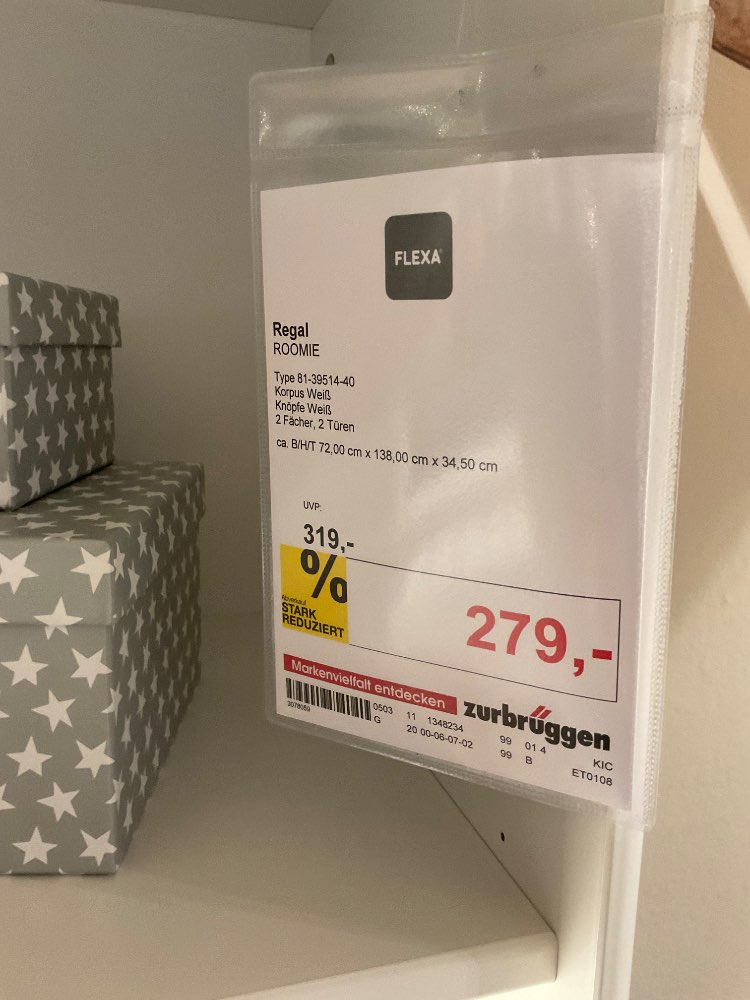 FLEXA
Regal
ROOMIE
Type 81-39514-40
Korpus Weiß
Knöpfe Weiß
2 Fächer, 2 Türen
ca. B/H/T 72,00 cm x 138,00 cm x 34,50 cm
UVP:
319,-
%
Abverkauf
STARK
REDUZIERT
279,-
Markenvielfalt entdecken
zurbrüggen
3078059
0503 11 1348234 99 01 4 KIC
G 20 00-06-07-02 99 B ET0108